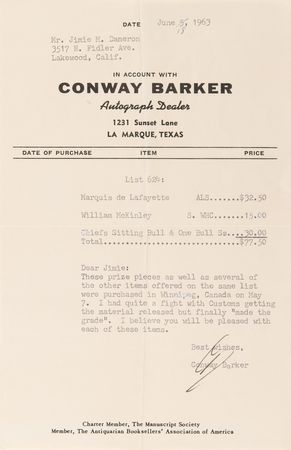 DATE June 5, 1963
18
Mr. Jimie M. Cameron
3517 N. Fidler Ave.
Lakewood, Calif.
IN ACCOUNT WITH
CONWAY BARKER
Autograph Dealer
1231 Sunset Lane
LA MARQUE, TEXAS
DATE OF PURCHASE ITEM PRICE
List 624:
Marquis de Lafayette ALS......$32.50
William McKinley S. WHC......15.00
Chiefs Sitting Bull & One Bull Ss...30.00
Total..............................$77.50
Dear Jimie:
These prize pieces as well as several of
the other items offered on the same list
were purchased in Winnipeg, Canada on May
7. I had quite a fight with Customs getting
the material released but finally "made the
grade". I believe you will be pleased with
each of these items.
Best wishes,
Conway Barker
Charter Member, The Manuscript Society
Member, The Antiquarian Booksellers' Association of America